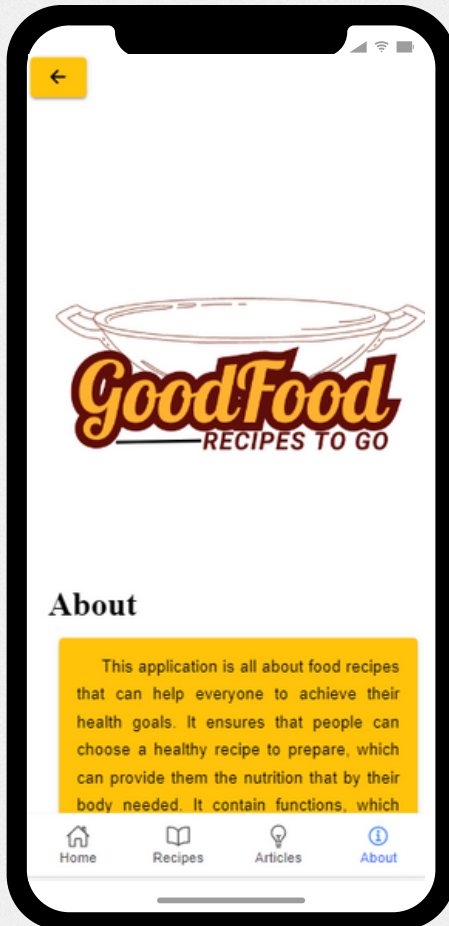 GoodFood
RECIPES TO GO
About
This application is all about food recipes
that can help everyone to achieve their
health goals. It ensures that people can
choose a healthy recipe to prepare, which
can provide them the nutrition that by their
body needed. It contain functions, which
Home Recipes Articles About